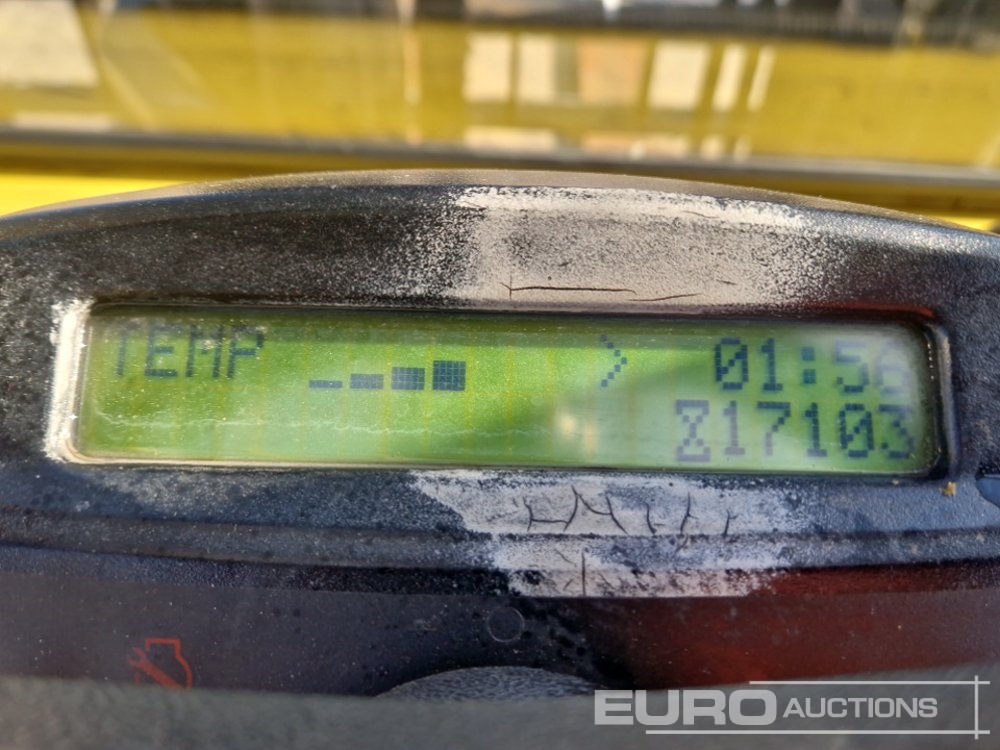 TEMP 01:56
17103
EURO AUCTIONS